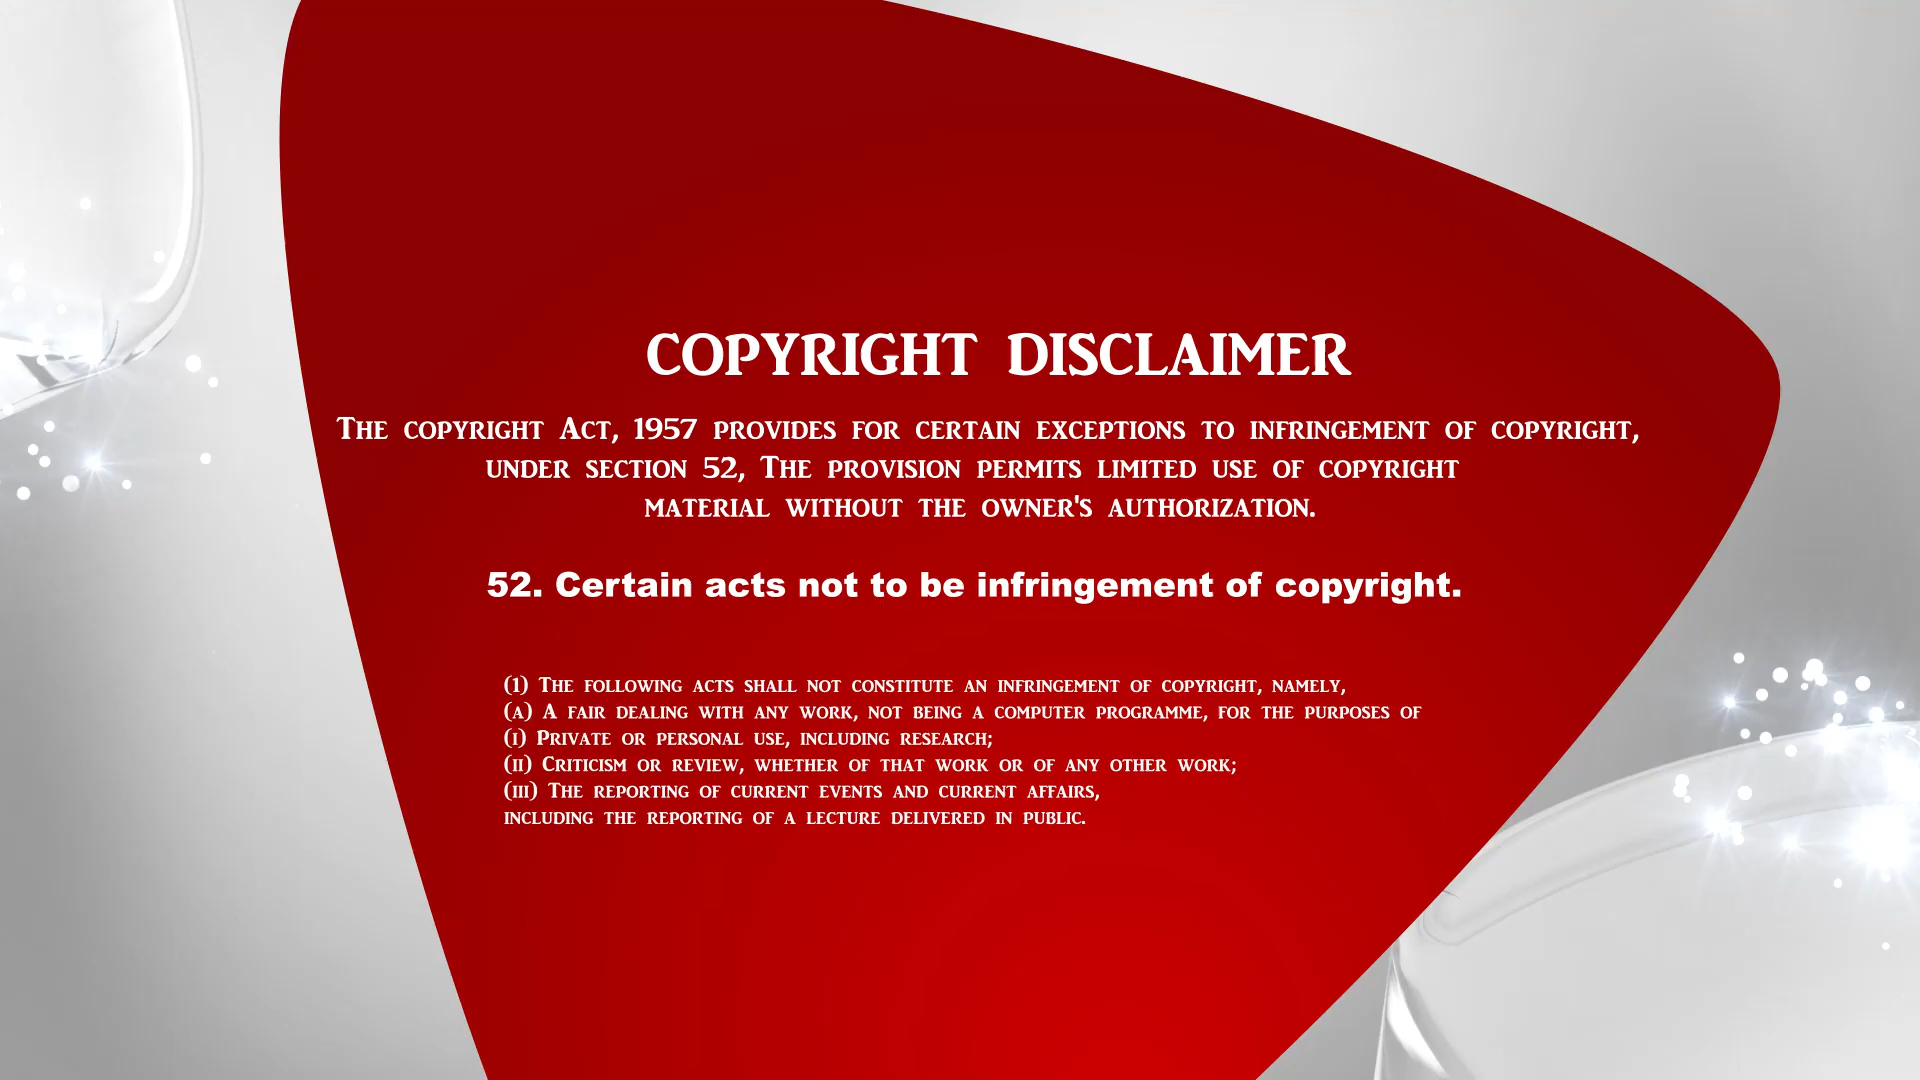 COPYRIGHT DISCLAIMER
The copyright Act, 1957 provides for certain exceptions to infringement of copyright,
under section 52, The provision permits limited use of copyright
material without the owner's authorization.
52. Certain acts not to be infringement of copyright.
(1) The following acts shall not constitute an infringement of copyright, namely,
(a) A fair dealing with any work, not being a computer programme, for the purposes of
(i) Private or personal use, including research;
(ii) Criticism or review, whether of that work or of any other work;
(iii) The reporting of current events and current affairs,
including the reporting of a lecture delivered in public.